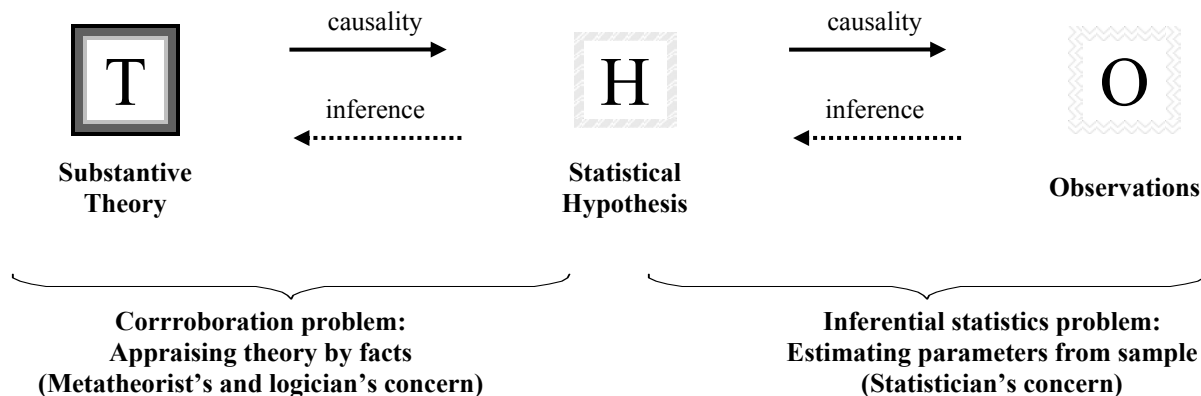 causality
causality
T
H
O
inference
inference
Substantive
Theory
Statistical
Hypothesis
Observations
Corrroboration problem:
Appraising theory by facts
(Metatheorist's and logician's concern)
Inferential statistics problem:
Estimating parameters from sample
(Statistician's concern)